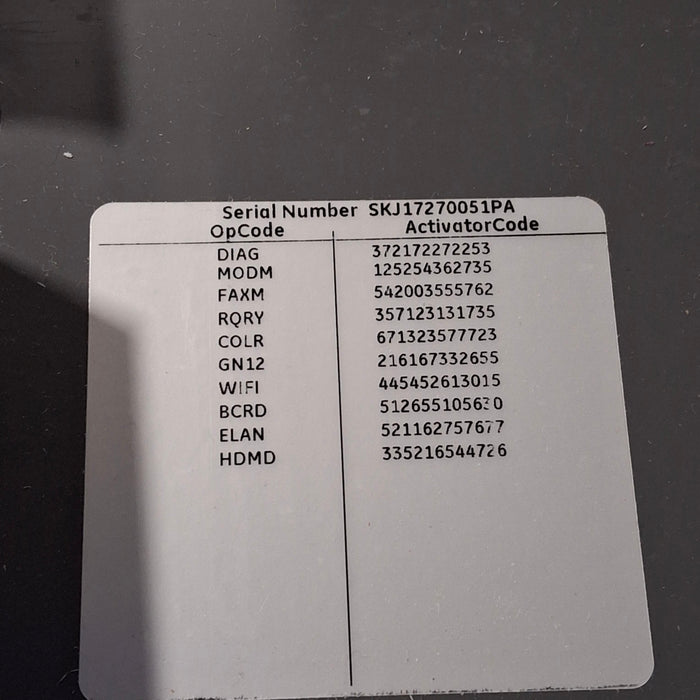 Serial Number SKJ17270051PA
OpCode ActivatorCode
DIAG 372172272253
MODM 125254362735
FAXM 542003555762
RQRY 357123131735
COLR 671323577723
GN12 216167332655
WIFI 445452613015
BCRD
ELAN 521162757677
HDMD 335216544726